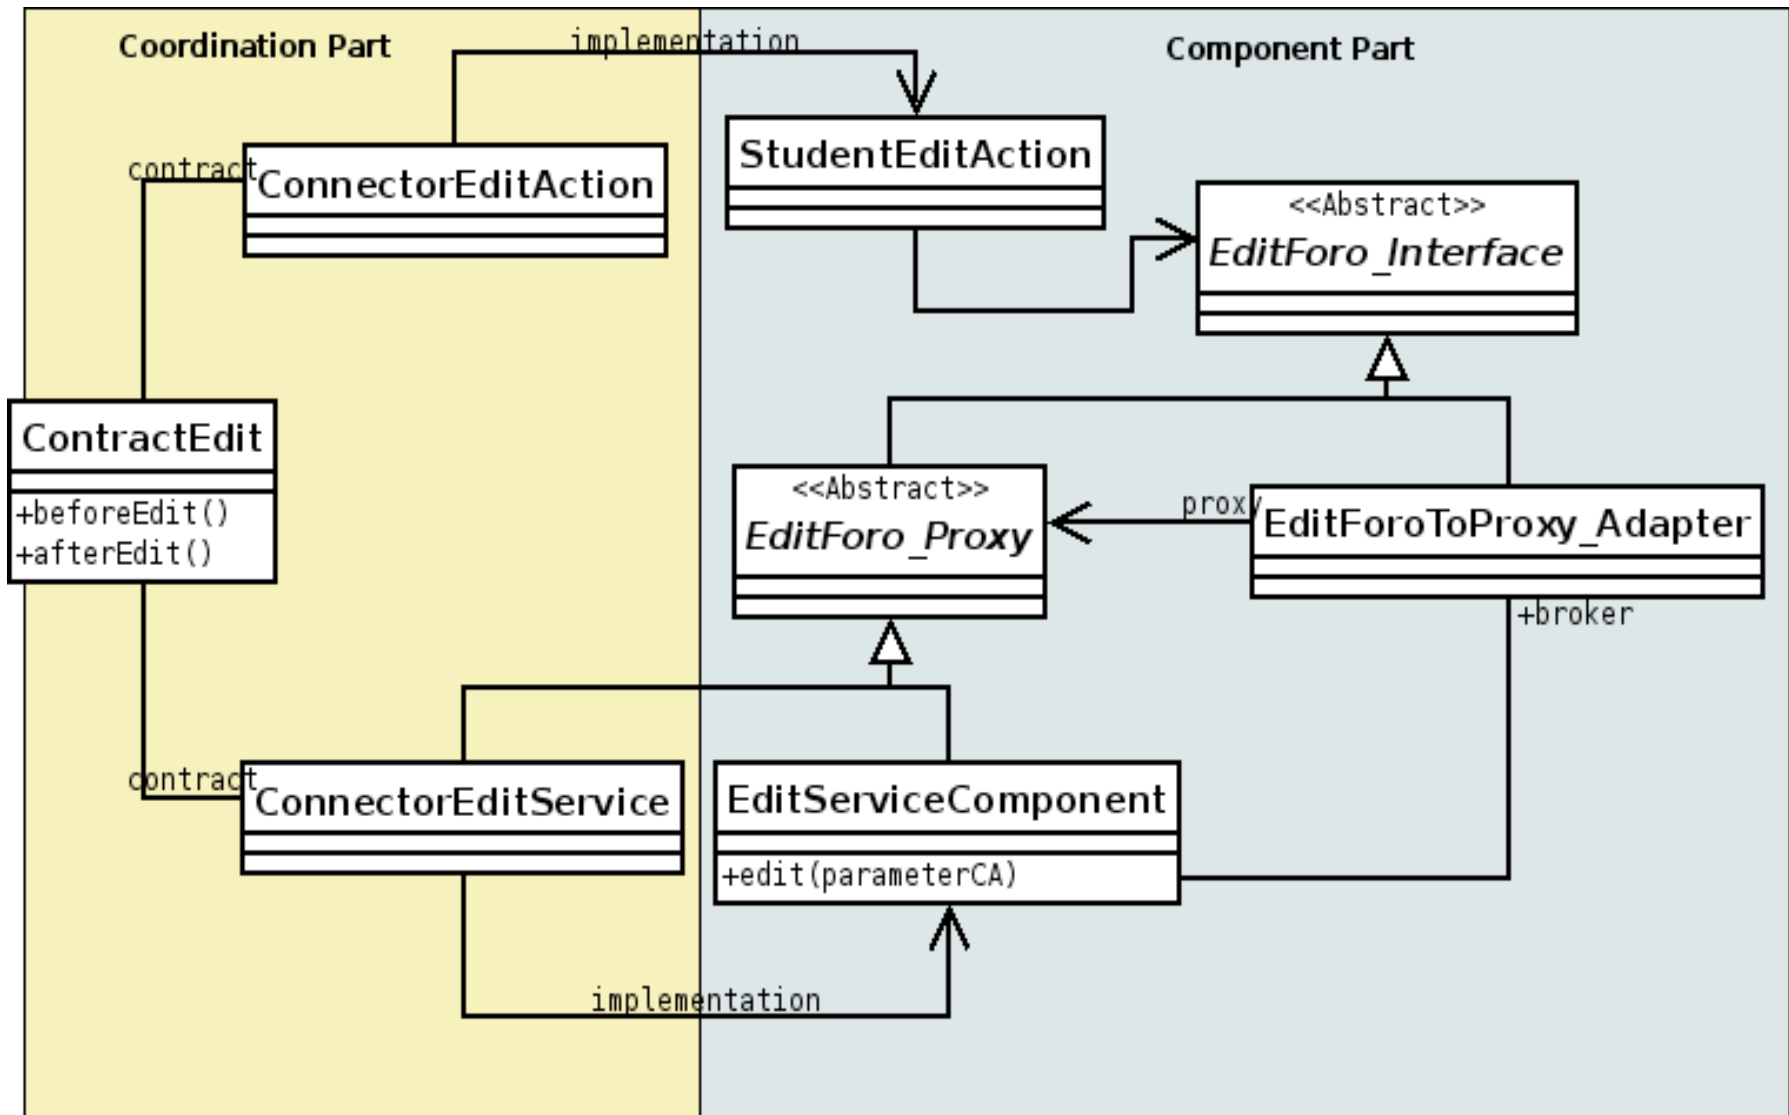 Coordination Part
Component Part
implementation
contract
ConnectorEditAction
StudentEditAction
<<Abstract>>
EditForo_Interface
ContractEdit
+beforeEdit()
+afterEdit()
<<Abstract>>
EditForo_Proxy
proxy
EditForoToProxy_Adapter
+broker
contract
ConnectorEditService
EditServiceComponent
+edit(parameterCA)
implementation